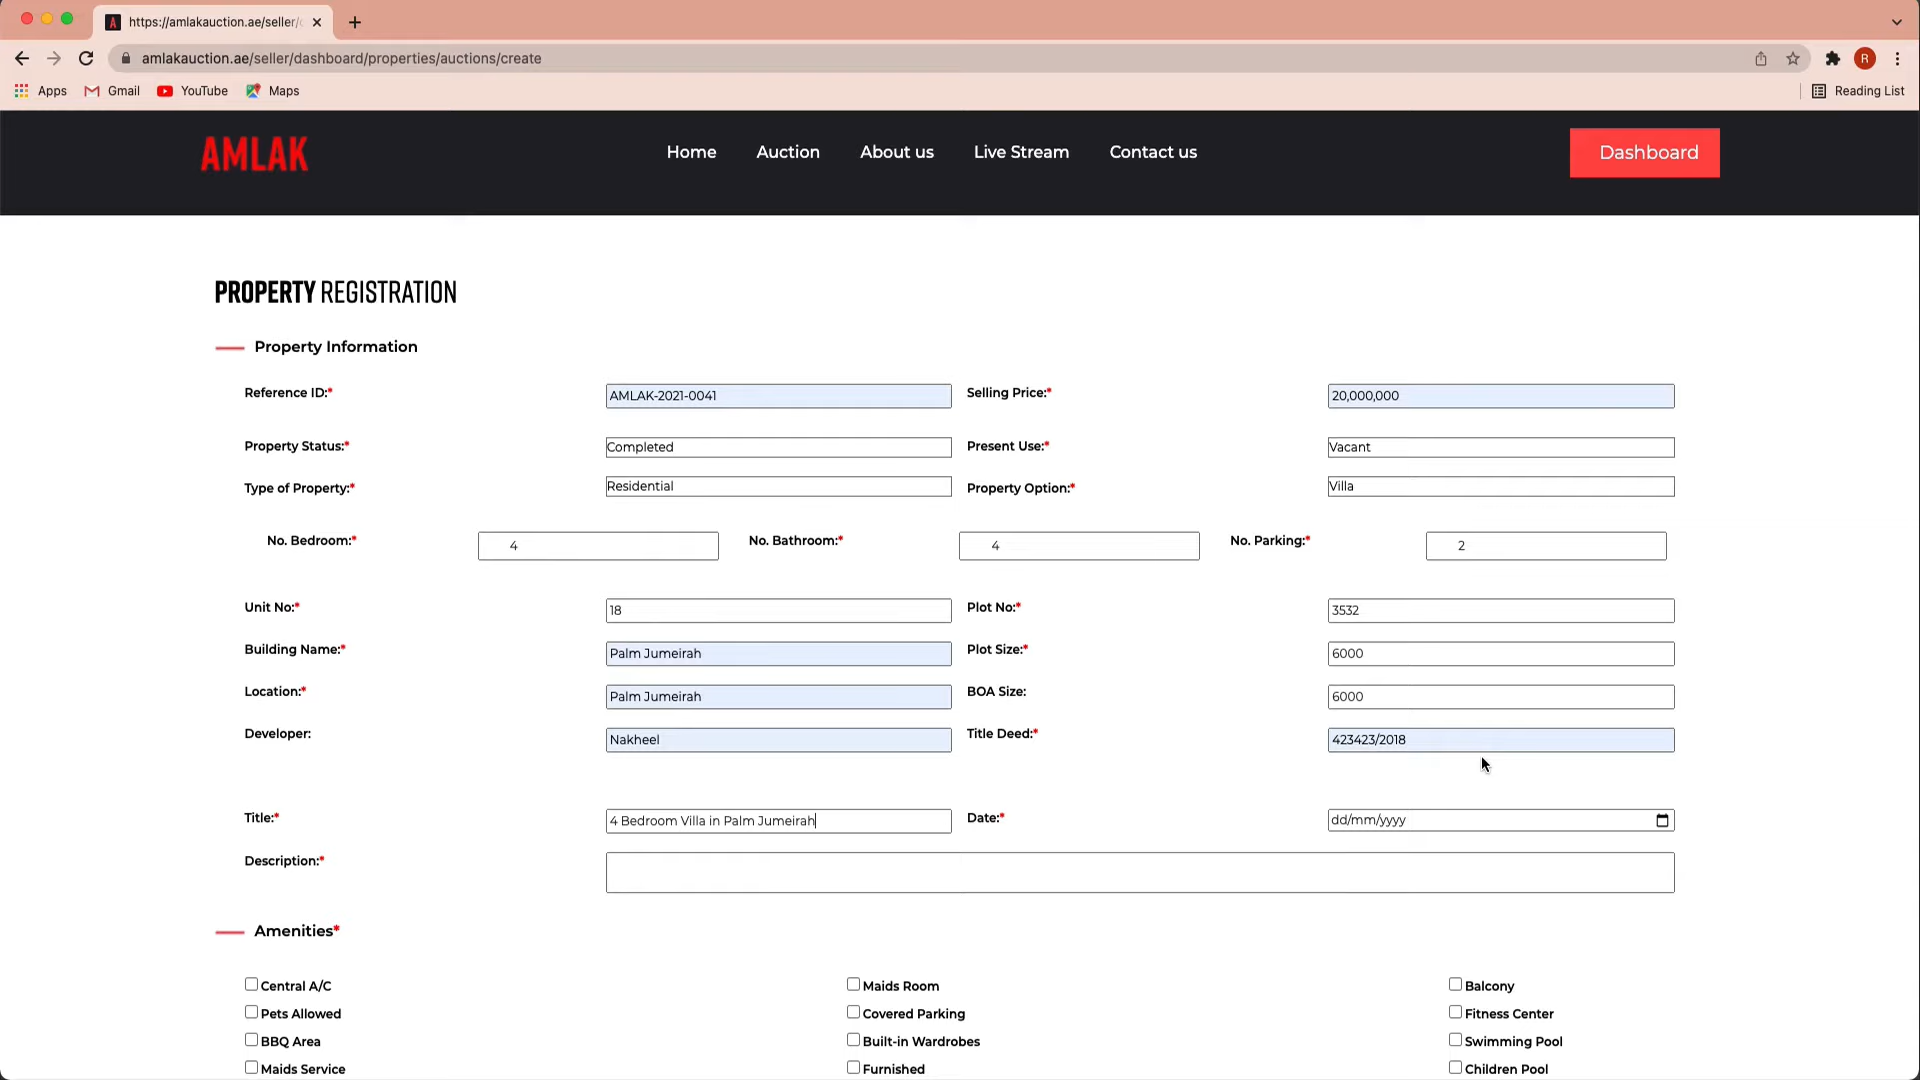 https://amlakauction.ae/seller/
amlakauction.ae/seller/dashboard/properties/auctions/create
R
Apps Gmail YouTube Maps Reading List
AMLAK Home Auction About us Live Stream Contact us Dashboard
PROPERTY REGISTRATION
Property Information
Reference ID:* AMLAK-2021-0041 Selling Price:* 20,000,000
Property Status:* Completed Present Use:* Vacant
Type of Property:* Residential Property Option:* Villa
No. Bedroom:* 4 No. Bathroom:* 4 No. Parking:* 2
Unit No:* 18 Plot No:* 3532
Building Name:* Palm Jumeirah Plot Size:* 6000
Location:* Palm Jumeirah BOA Size: 6000
Developer: Nakheel Title Deed:* 423423/2018
Title:* 4 Bedroom Villa in Palm Jumeirah Date:* dd/mm/yyyy
Description:*
Amenities*
Central A/C Maids Room Balcony
Pets Allowed Covered Parking Fitness Center
BBQ Area Built-in Wardrobes Swimming Pool
Maids Service Furnished Children Pool